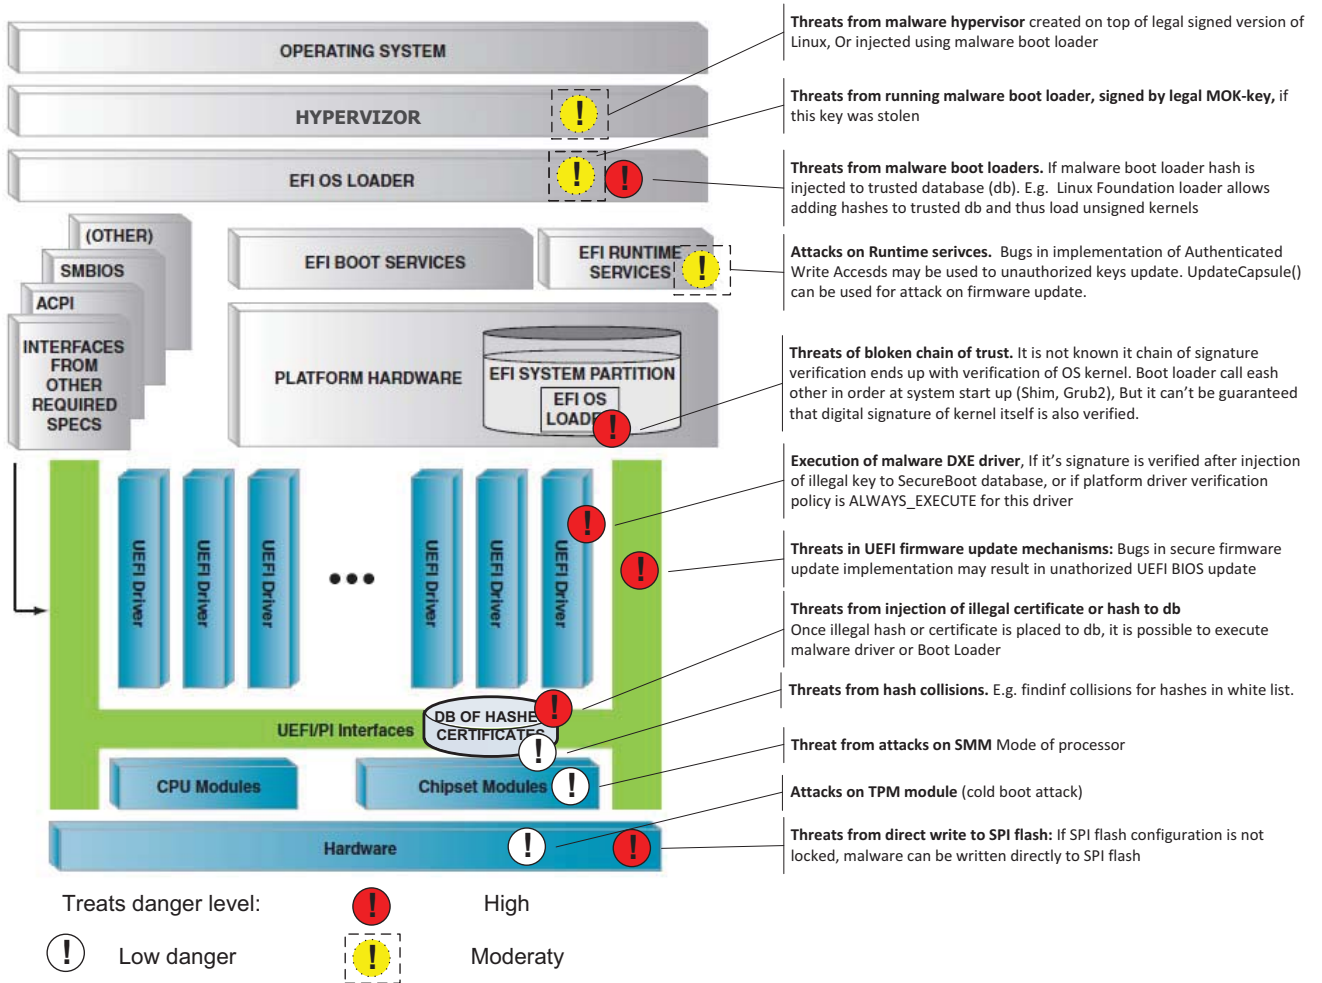 OPERATING SYSTEM
HYPERVIZOR
EFI OS LOADER
(OTHER)
SMBIOS
ACPI
INTERFACES
FROM
OTHER
REQUIRED
SPECS
EFI BOOT SERVICES
EFI RUNTIME
SERVICES
PLATFORM HARDWARE
EFI SYSTEM PARTITION
EFI OS
LOADE
UEFI Driver
UEFI Driver
UEFI Driver
UEFI Driver
UEFI Driver
UEFI Driver
UEFI/PI Interfaces
DB OF HASHE
CERTIFICATES
CPU Modules
Chipset Modules
Hardware
Threats from malware hypervisor created on top of legal signed version of
Linux, Or injected using malware boot loader
Threats from running malware boot loader, signed by legal MOK-key, if
this key was stolen
Threats from malware boot loaders. If malware boot loader hash is
injected to trusted database (db). E.g. Linux Foundation loader allows
adding hashes to trusted db and thus load unsigned kernels
Attacks on Runtime serivces. Bugs in implementation of Authenticated
Write Accesds may be used to unauthorized keys update. UpdateCapsule()
can be used for attack on firmware update.
Threats of bloken chain of trust. It is not known it chain of signature
verification ends up with verification of OS kernel. Boot loader call eash
other in order at system start up (Shim, Grub2), But it can't be guaranteed
that digital signature of kernel itself is also verified.
Execution of malware DXE driver, If it's signature is verified after injection
of illegal key to SecureBoot database, or if platform driver verification
policy is ALWAYS_EXECUTE for this driver
Threats in UEFI firmware update mechanisms: Bugs in secure firmware
update implementation may result in unathorized UEFI BIOS update
Threats from injection of illegal certificate or hash to db
Once illegal hash or certificate is placed to db, it is possible to execute
malware driver or Boot Loader
Threats from hash collisions. E.g. findinf collisions for hashes in white list.
Threat from attacks on SMM Mode of processor
Attacks on TPM module (cold boot attack)
Threats from direct write to SPI flash: If SPI flash configuration is not
locked, malware can be written directly to SPI flash
Treats danger level:
High
Low danger
Moderaty